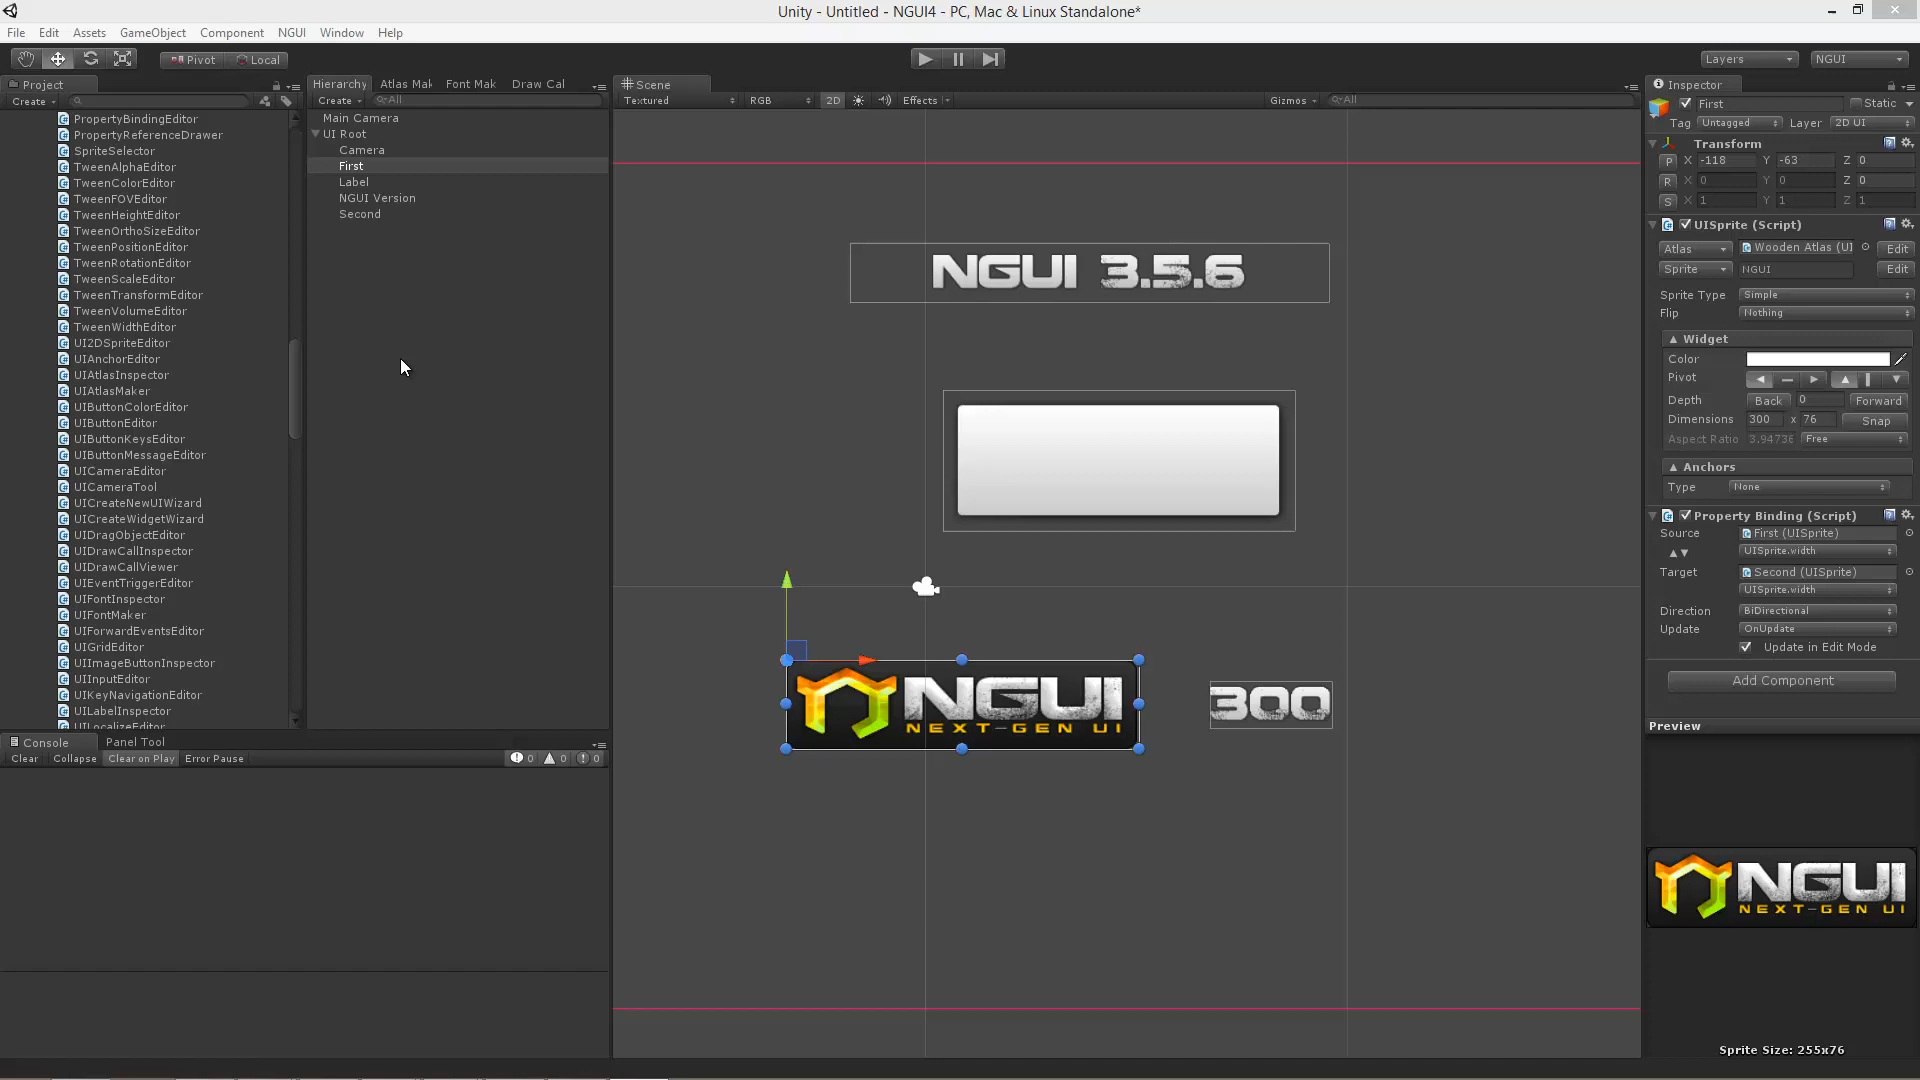 Unity - Untitled - NGUI4 - PC, Mac & Linux Standalone*
File Edit Assets GameObject Component NGUI Window Help
Pivot Local
Layers NGUI
Project
Create
PropertyBindingEditor
PropertyReferenceDrawer
SpriteSelector
TweenAlphaEditor
TweenColorEditor
TweenFOVEditor
TweenHeightEditor
TweenOrthoSizeEditor
TweenPositionEditor
TweenRotationEditor
TweenScaleEditor
TweenTransformEditor
TweenVolumeEditor
TweenWidthEditor
UI2DSpriteEditor
UIAnchorEditor
UIAtlasInspector
UIAtlasMaker
UIButtonColorEditor
UIButtonEditor
UIButtonKeysEditor
UIButtonMessageEditor
UICameraEditor
UICameraTool
UICreateNewUIWizard
UICreateWidgetWizard
UIDragObjectEditor
UIDrawCallInspector
UIDrawCallViewer
UIEventTriggerEditor
UIFontInspector
UIFontMaker
UIForwardEventsEditor
UIGridEditor
UIImageButtonInspector
UIInputEditor
UIKeyNavigationEditor
UILabelInspector
UILocalizeEditor
Hierarchy Atlas Mak Font Mak Draw Cal
Create All
Main Camera
UI Root
Camera
First
Label
NGUI Version
Second
Scene
Textured RGB 2D Effects Gizmos All
NGUI 3.5.6
NGUI
NEXT-GEN UI
300
Console Panel Tool
Clear Collapse Clear on Play Error Pause 0 0 0
Inspector
First Static
Tag Untagged Layer 2D UI
Transform
P X -118 Y -63 Z 0
R X 0 Y 0 Z 0
S X 1 Y 1 Z 1
UISprite (Script)
Atlas Wooden Atlas (UI Edit
Sprite NGUI Edit
Sprite Type Simple
Flip Nothing
Widget
Color
Pivot
Depth Back 0 Forward
Dimensions 300 x 76 Snap
Aspect Ratio 3.94736 Free
Anchors
Type None
Property Binding (Script)
Source First (UISprite)
UISprite.width
Target Second (UISprite)
UISprite.width
Direction BiDirectional
Update OnUpdate
Update in Edit Mode
Add Component
Preview
NGUI
NEXT-GEN UI
Sprite Size: 255x76